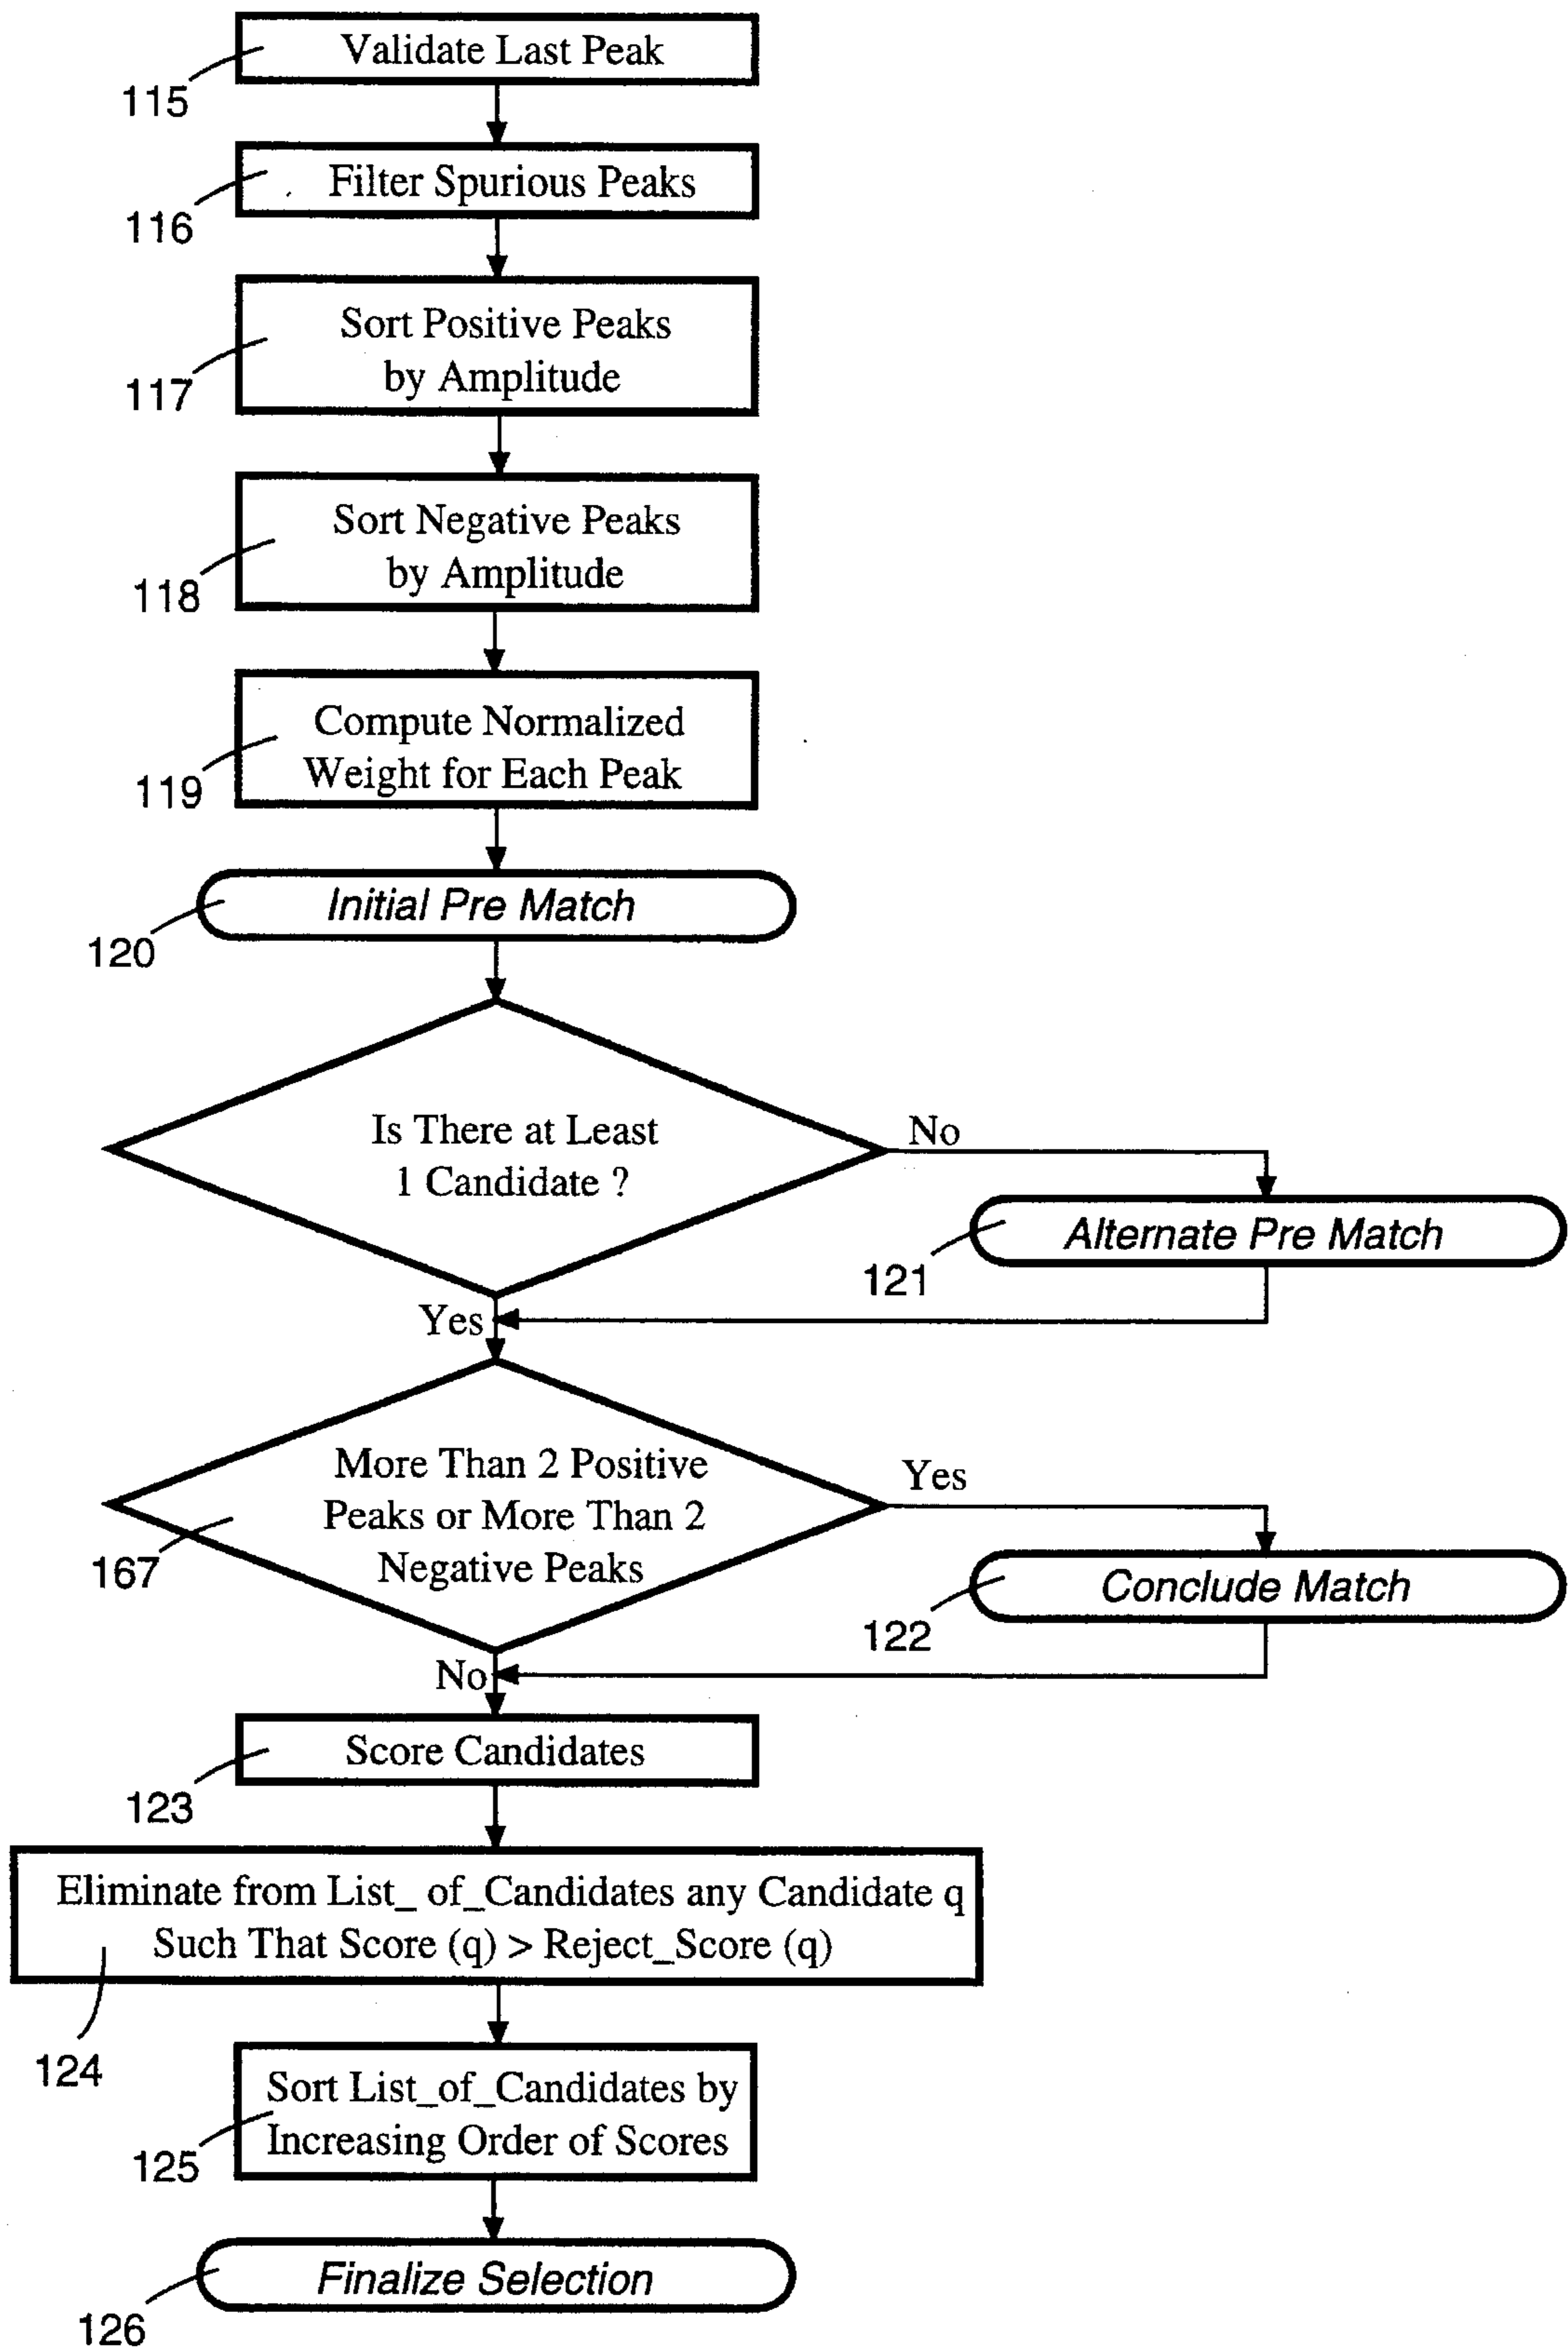 Validate Last Peak
115
Filter Spurious Peaks
116
Sort Positive Peaks
by Amplitude
117
Sort Negative Peaks
by Amplitude
118
Compute Normalized
Weight for Each Peak
119
Initial Pre Match
120
Is There at Least
1 Candidate ?
No
Alternate Pre Match
121
Yes
More Than 2 Positive
Peaks or More Than 2
Negative Peaks
167
Yes
Conclude Match
122
No
Score Candidates
123
Eliminate from List_ of_Candidates any Candidate q
Such That Score (q) > Reject_Score (q)
124
Sort List_of_Candidates by
Increasing Order of Scores
125
Finalize Selection
126